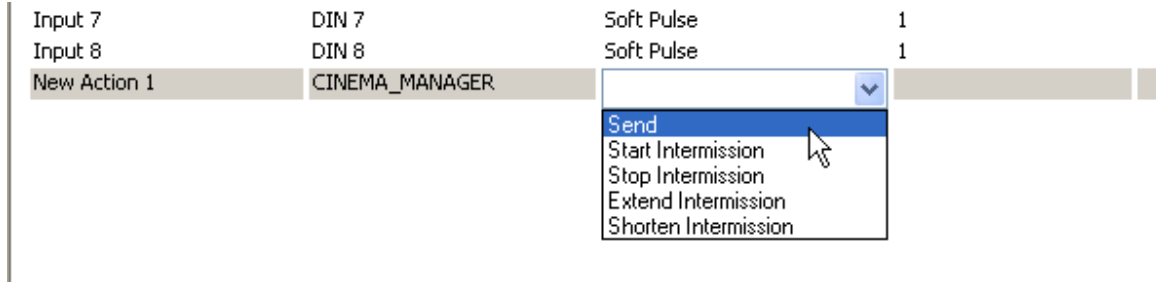 Input 7 DIN 7 Soft Pulse 1
Input 8 DIN 8 Soft Pulse 1
New Action 1 CINEMA_MANAGER
Send
Start Intermission
Stop Intermission
Extend Intermission
Shorten Intermission